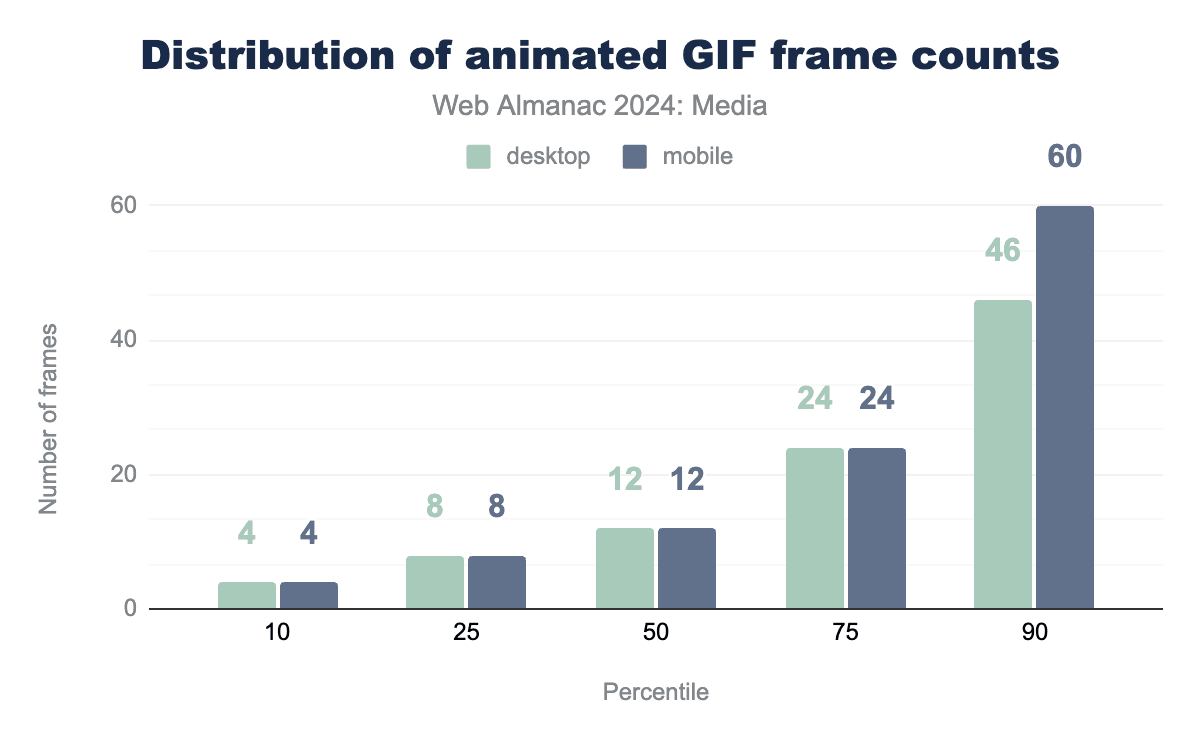 Distribution of animated GIF frame counts
Web Almanac 2024: Media
desktop mobile
60
46
24 24
12 12
8 8
4 4
60
40
20
0
Number of frames
10 25 50 75 90
Percentile